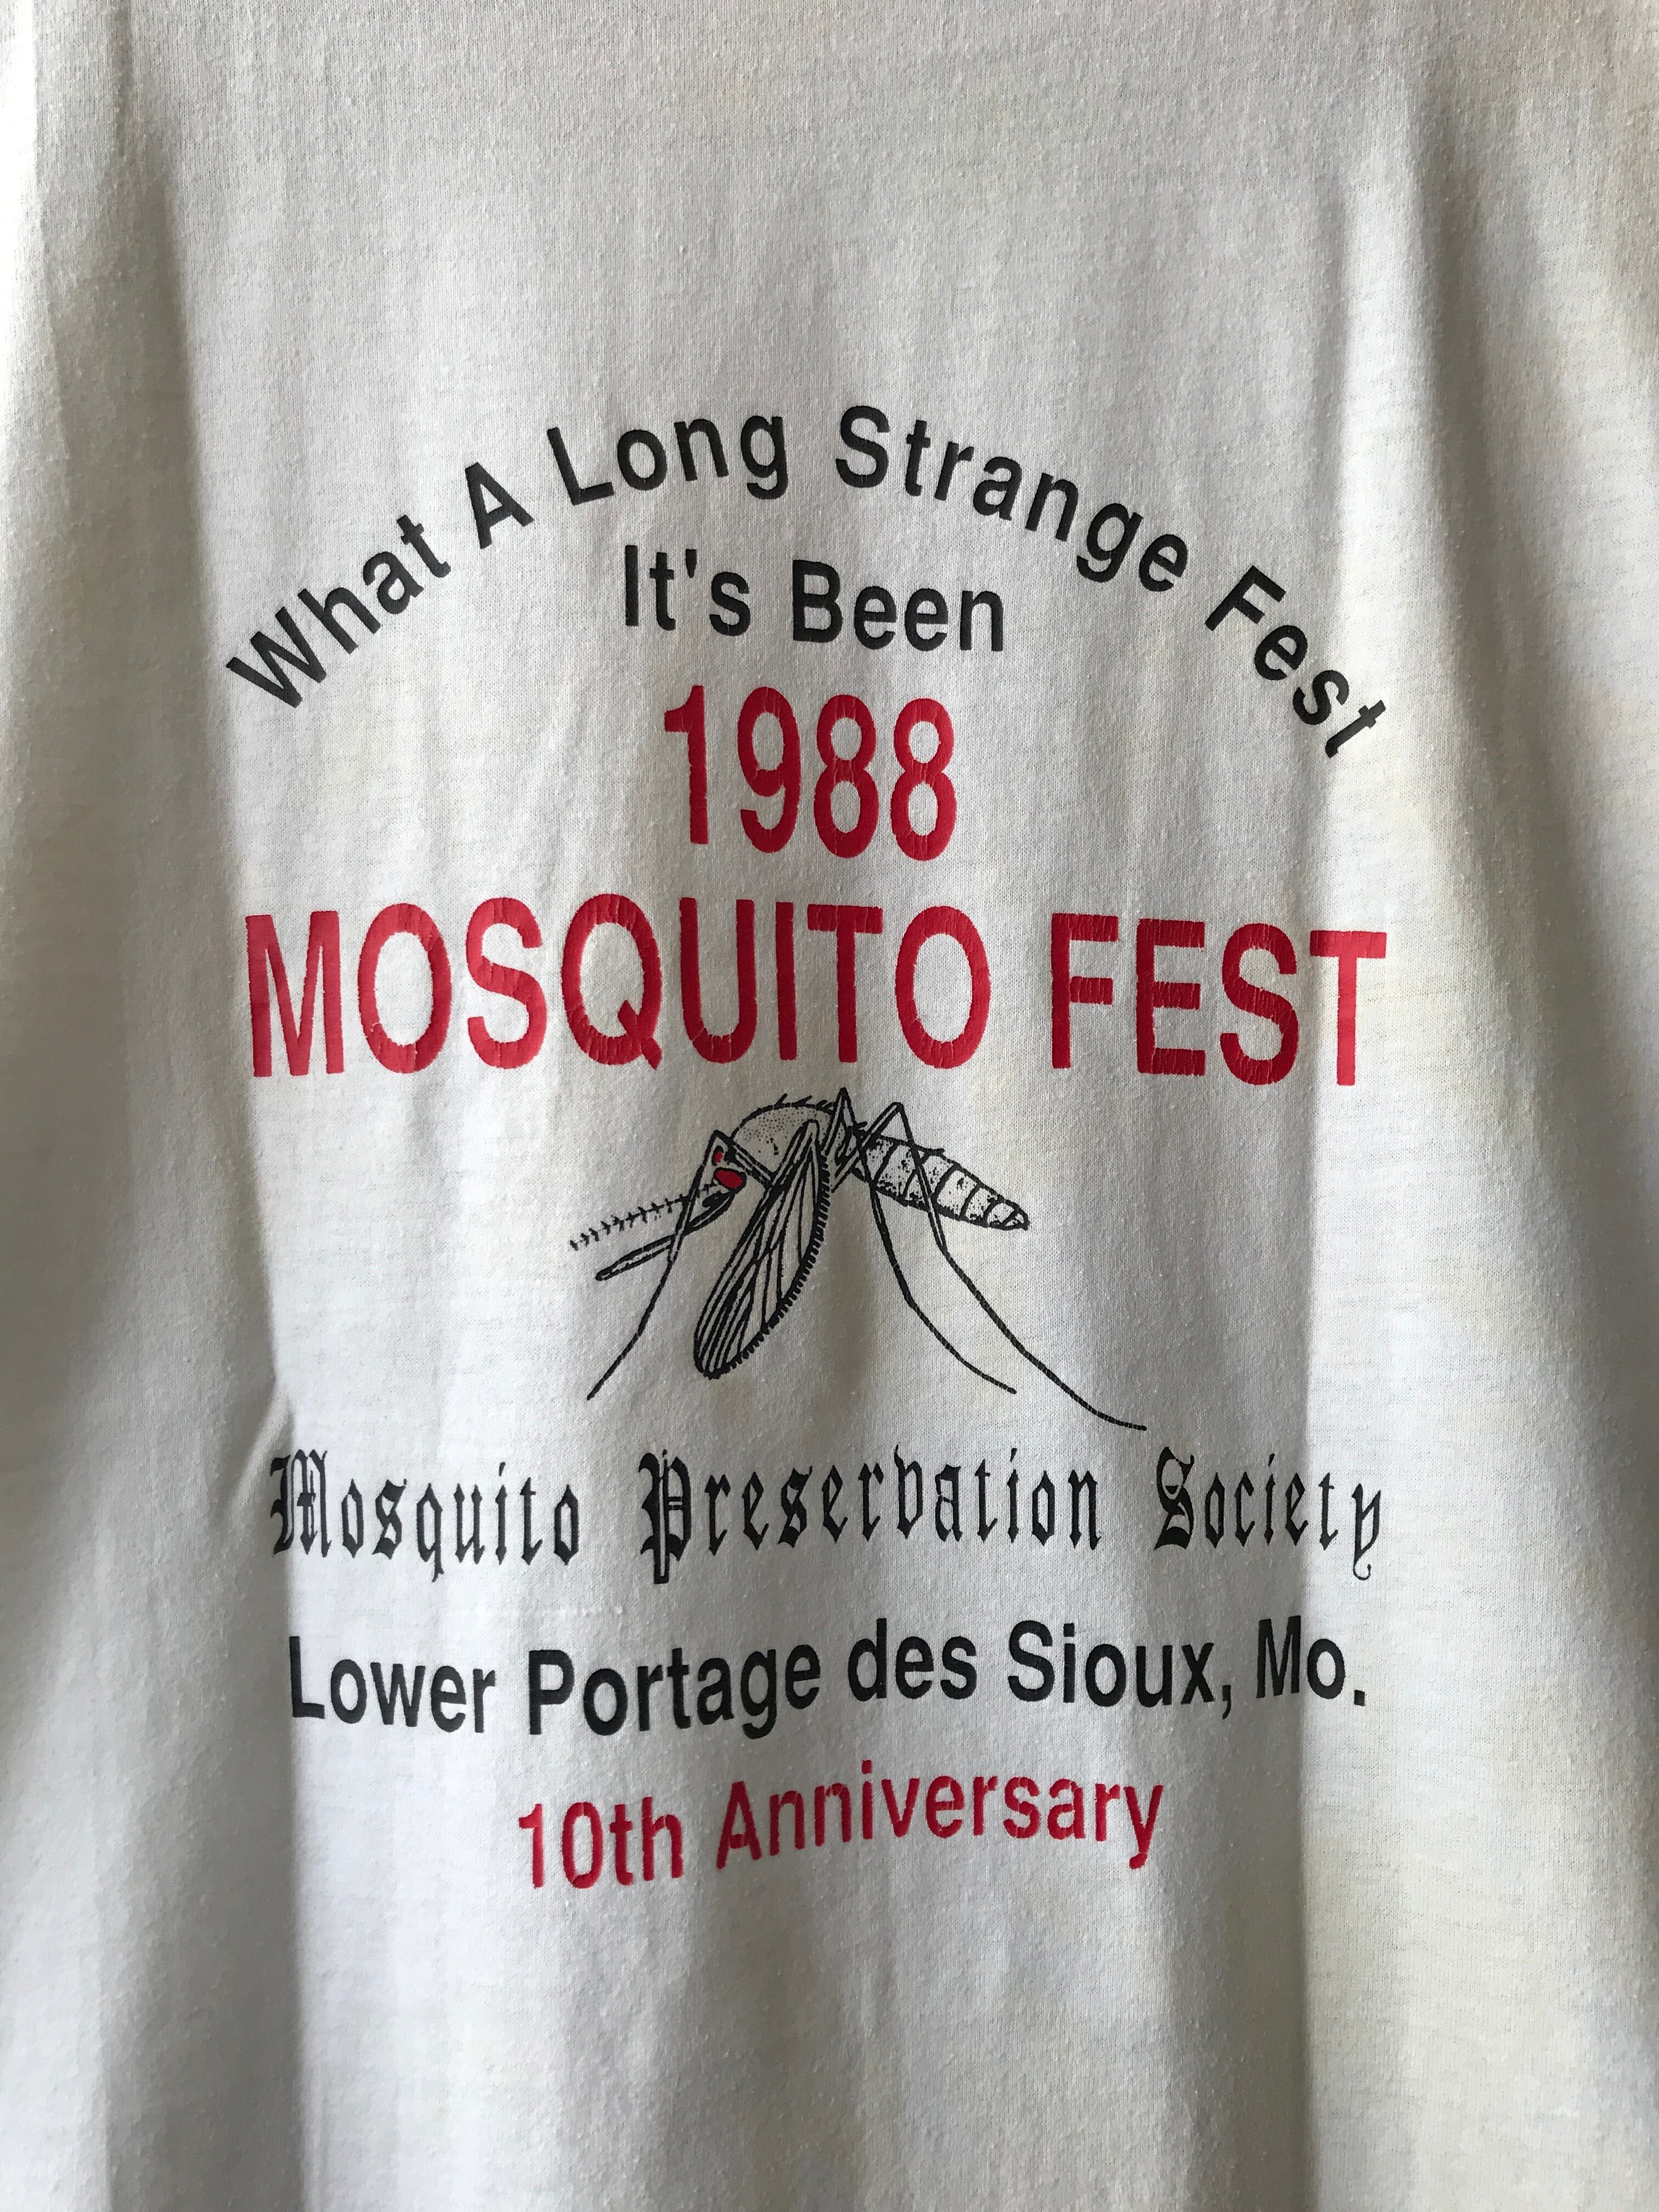 What A Long Strange Fest
It's Been
1988
MOSQUITO FEST
Mosquito Preservation Society
Lower Portage des Sioux, Mo.
10th Anniversary